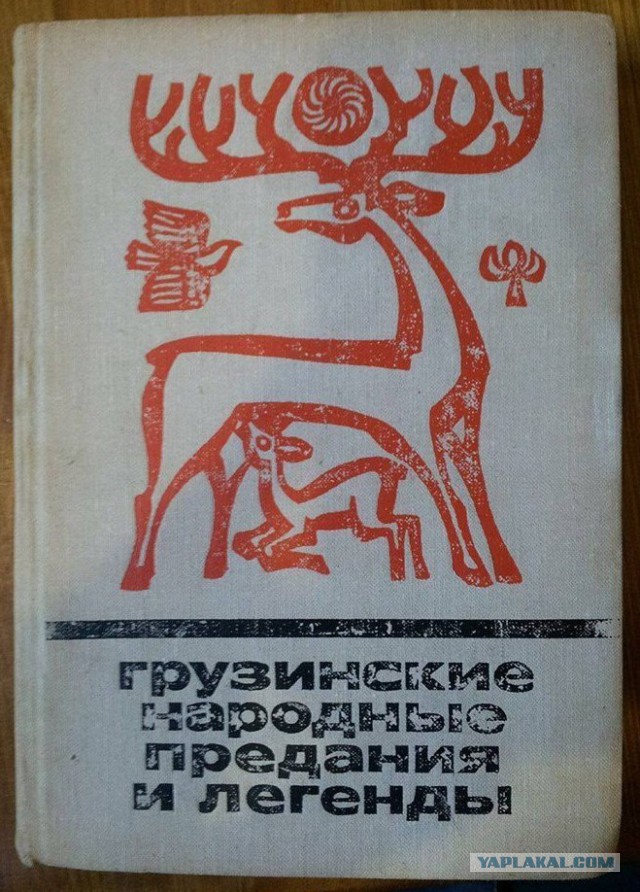 грузинские
народные
предания
и легенды
YAPLAKAL.COM